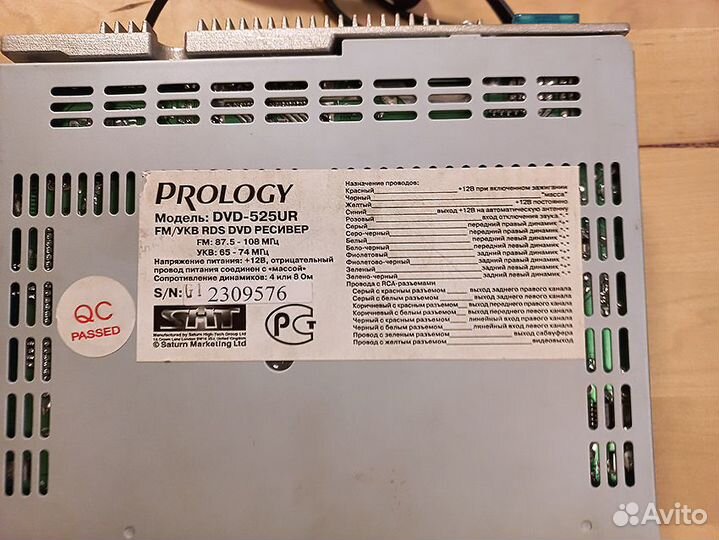 PROLOGY
Модель: DVD-525UR
FM/УКВ RDS DVD РЕСИВЕР
FM: 87.5 - 108 МГц
УКВ: 65 - 74 МГц
Напряжение питания: +12В, отрицательный
провод питания соединен с «массой»
Сопротивление динамиков: 4 или 8 Ом
S/N: 2309576
SHT
Manufactured by Saturn High-Tech Group Ltd
© Saturn Marketing Ltd
РС
QC
PASSED
Назначение проводов:
Красный +12В при включенном зажигании
Черный "масса"
Желтый +12В постоянно
Синий выход +12В на автоматическую антенну
Розовый вход отключения звука
Серый передний правый динамик
Серо-черный передний правый динамик
Белый передний левый динамик
Бело-черный передний левый динамик
Фиолетовый задний правый динамик
Фиолетово-черный задний правый динамик
Зеленый задний левый динамик
Зелено-черный задний левый динамик
Провода с RCA-разъемами
Серый с красным разъемом выход заднего правого канала
Серый с белым разъемом выход заднего левого канала
Коричневый с красным разъемом выход переднего правого канала
Коричневый с белым разъемом выход переднего левого канала
Черный с красным разъемом линейный вход правого канала
Черный с белым разъемом линейный вход левого канала
Провод с зеленым разъемом выход сабвуфера
Провод с желтым разъемом видеовыход
Avito